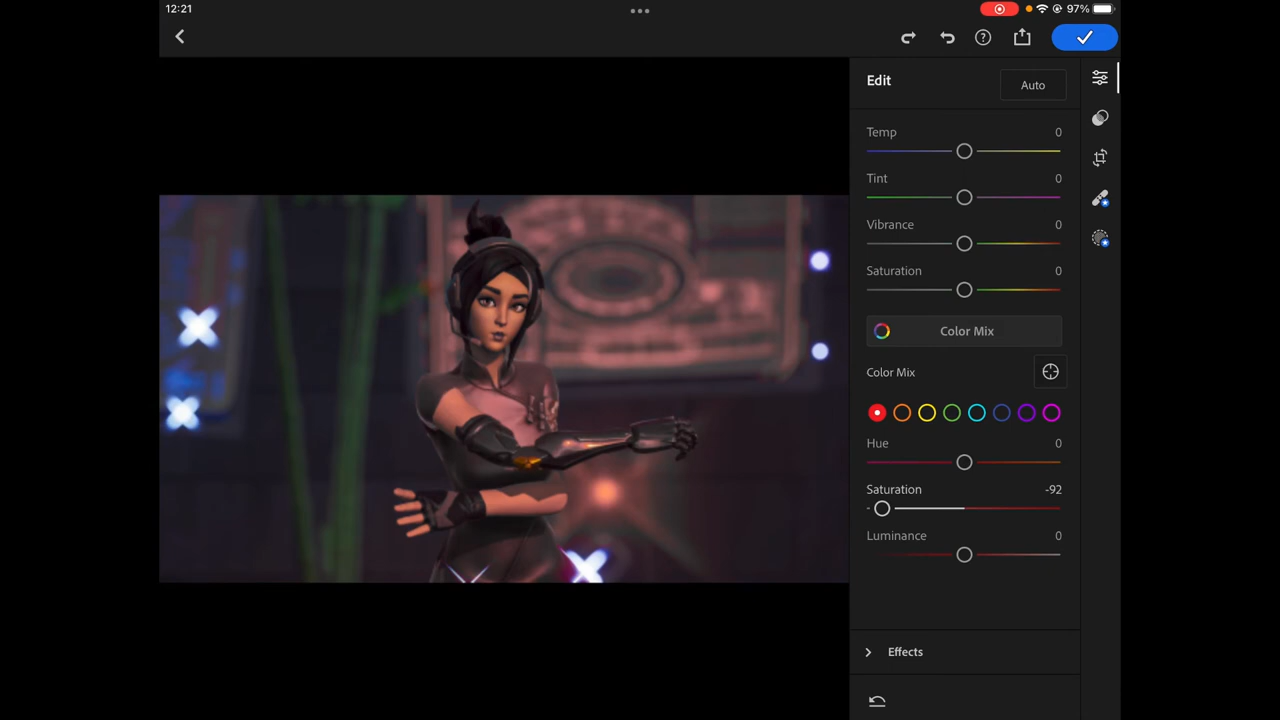 12:21
97%
Edit
Auto
Temp 0
Tint 0
Vibrance 0
Saturation 0
Color Mix
Color Mix
Hue 0
Saturation -92
Luminance 0
Effects